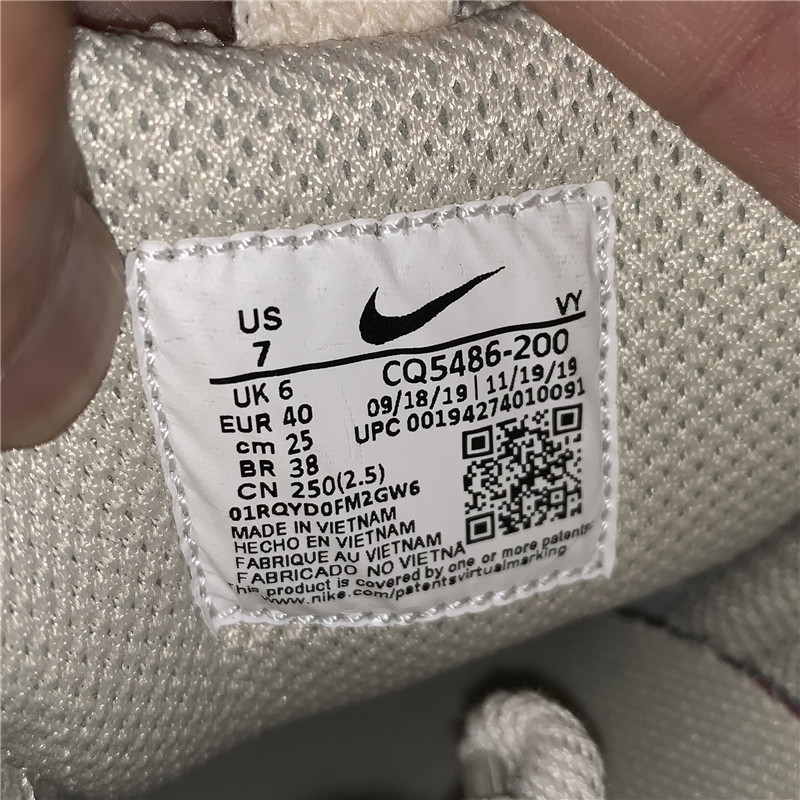 US
7
VY
UK 6
EUR 40
cm 25
BR 38
CN 250(2.5)
CQ5486-200
09/18/19 | 11/19/19
UPC 00194274010091
01RQYD0FM2GW6
MADE IN VIETNAM
HECHO EN VIETNAM
FABRIQUE AU VIETNAM
FABRICADO NO VIETNÃ
his product is covered by one or more patents
www.nike.com/patentsvirtualmarking